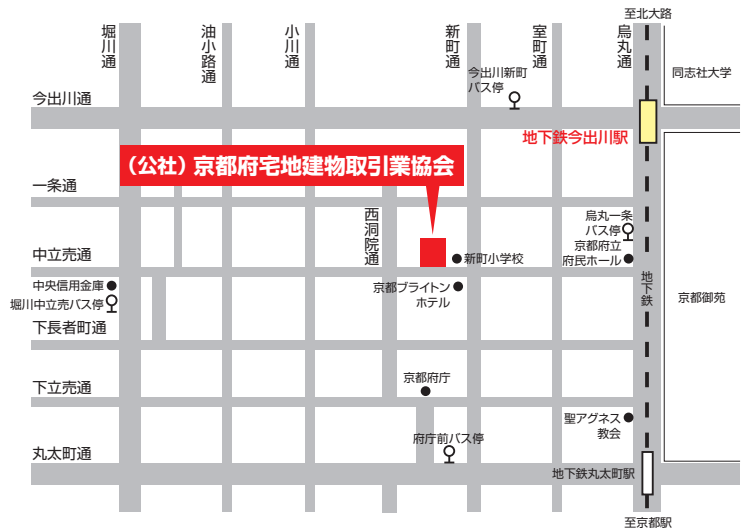 至北大路
堀川通
油小路通
小川通
新町通
室町通
烏丸通
今出川新町
バス停
同志社大学
今出川通
地下鉄今出川駅
(公社)京都府宅地建物取引業協会
一条通
西洞院通
烏丸一条
バス停
京都府立
府民ホール
中立売通
新町小学校
中央信用金庫
堀川中立売バス停
京都ブライトン
ホテル
地下鉄
京都御苑
下長者町通
下立売通
京都府庁
聖アグネス
教会
府庁前バス停
丸太町通
地下鉄丸太町駅
至京都駅